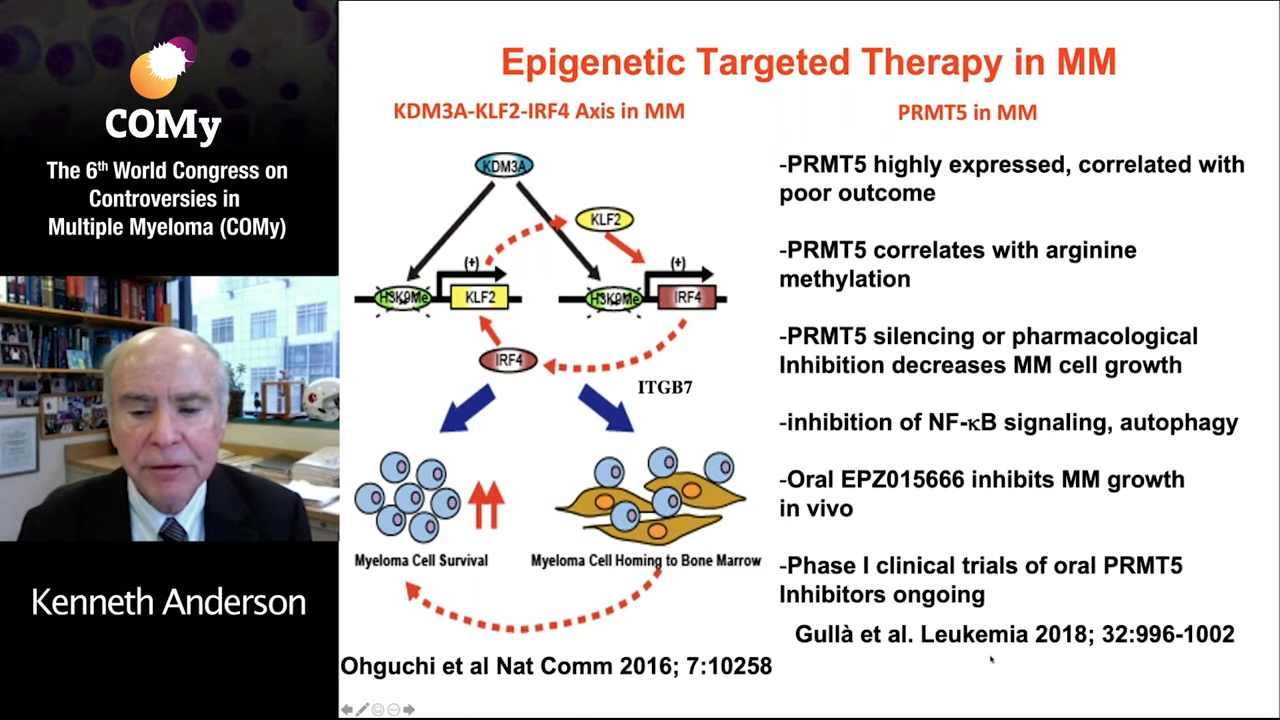 COMy
The 6th World Congress on
Controversies in
Multiple Myeloma (COMy)
Kenneth Anderson
Epigenetic Targeted Therapy in MM
KDM3A-KLF2-IRF4 Axis in MM
KDM3A
KLF2
(+)
(+)
H3K9Me
KLF2
H3K9Me
IRF4
IRF4
ITGB7
Myeloma Cell Survival
Myeloma Cell Homing to Bone Marrow
Ohguchi et al Nat Comm 2016; 7:10258
PRMT5 in MM
-PRMT5 highly expressed, correlated with
poor outcome
-PRMT5 correlates with arginine
methylation
-PRMT5 silencing or pharmacological
Inhibition decreases MM cell growth
-inhibition of NF-κB signaling, autophagy
-Oral EPZ015666 inhibits MM growth
in vivo
-Phase I clinical trials of oral PRMT5
Inhibitors ongoing
Gullà et al. Leukemia 2018; 32:996-1002